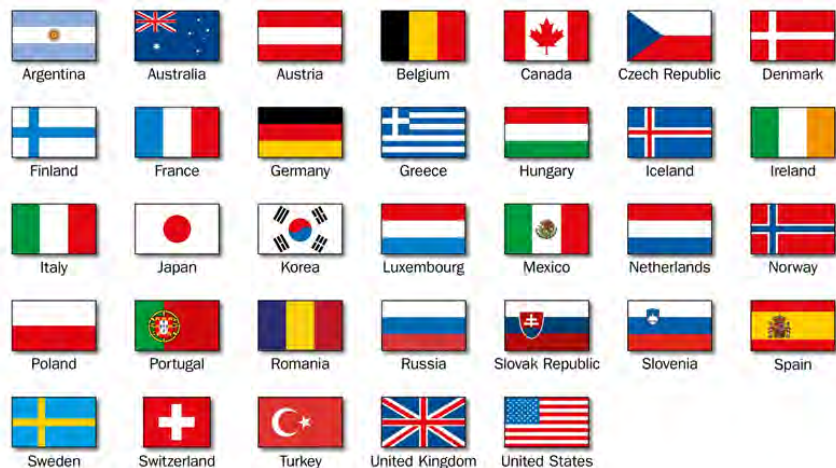 Argentina Australia Austria Belgium Canada Czech Republic Denmark
Finland France Germany Greece Hungary Iceland Ireland
Italy Japan Korea Luxembourg Mexico Netherlands Norway
Poland Portugal Romania Russia Slovak Republic Slovenia Spain
Sweden Switzerland Turkey United Kingdom United States